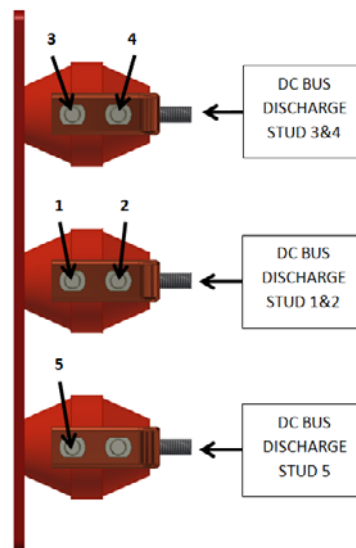 3 4
DC BUS
DISCHARGE
STUD 3&4
1 2
DC BUS
DISCHARGE
STUD 1&2
5
DC BUS
DISCHARGE
STUD 5